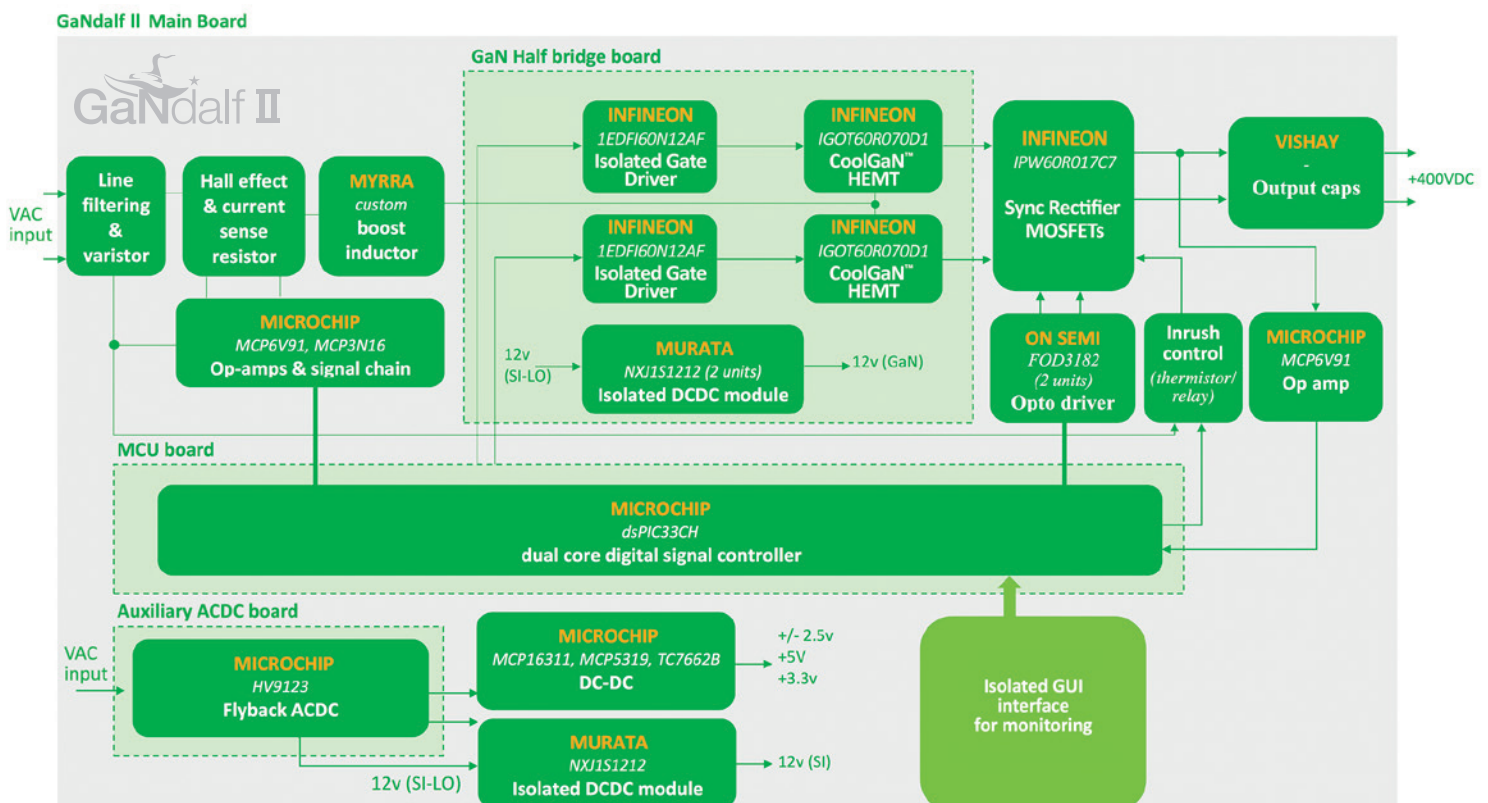 GaNdalf II Main Board
GaNdalf II
GaN Half bridge board
INFINEON
1EDFI60N12AF
Isolated Gate
Driver
INFINEON
IGOT60R070D1
CoolGaN™
HEMT
INFINEON
IPW60R017C7
Sync Rectifier
MOSFETs
VISHAY
-
Output caps
+400VDC
VAC
input
Line
filtering
&
varistor
Hall effect
& current
sense
resistor
MYRRA
custom
boost
inductor
INFINEON
1EDFI60N12AF
Isolated Gate
Driver
INFINEON
IGOT60R070D1
CoolGaN™
HEMT
MICROCHIP
MCP6V91, MCP3N16
Op-amps & signal chain
12v
(SI-LO)
MURATA
NXJ1S1212 (2 units)
Isolated DCDC module
12v (GaN)
ON SEMI
FOD3182
(2 units)
Opto driver
Inrush
control
(thermistor/
relay)
MICROCHIP
MCP6V91
Op amp
MCU board
MICROCHIP
dsPIC33CH
dual core digital signal controller
Auxiliary ACDC board
VAC
input
MICROCHIP
HV9123
Flyback ACDC
MICROCHIP
MCP16311, MCP5319, TC7662B
DC-DC
+/- 2.5v
+5V
+3.3v
12v (SI-LO)
MURATA
NXJ1S1212
Isolated DCDC module
12v (SI)
Isolated GUI
interface
for monitoring